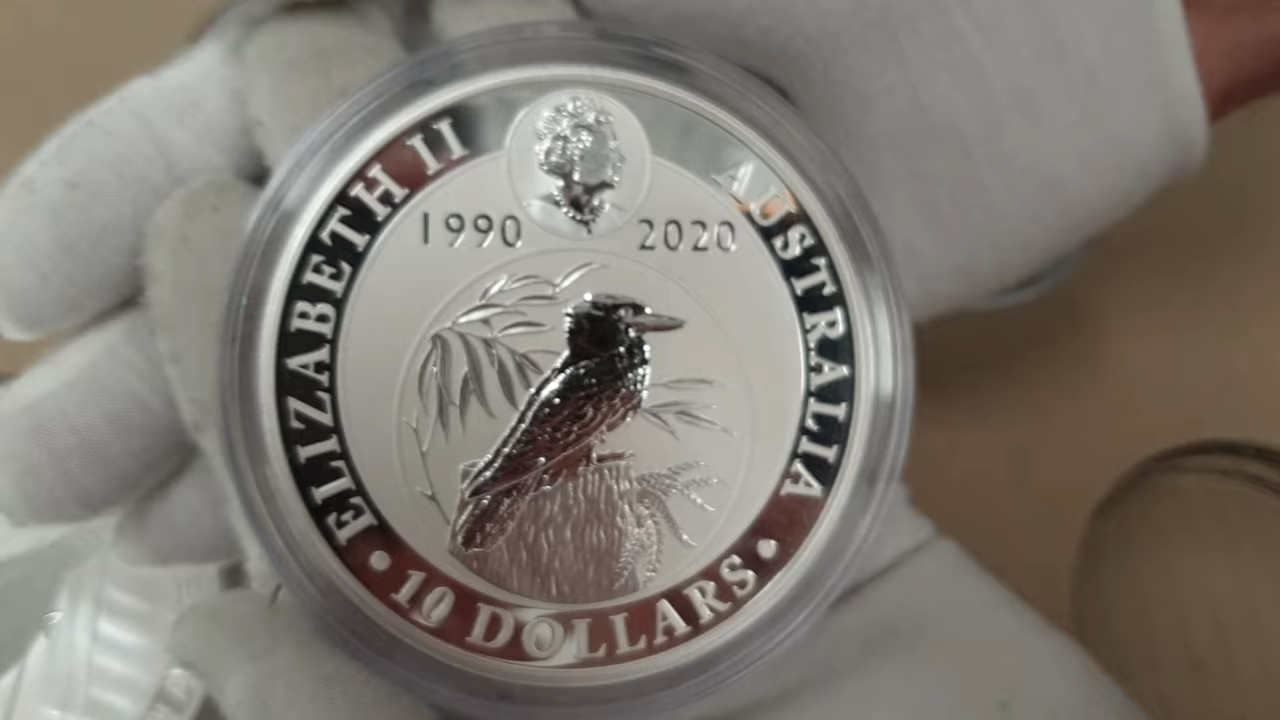 ELIZABETH II
AUSTRALIA
1990 2020
• 10 DOLLARS •